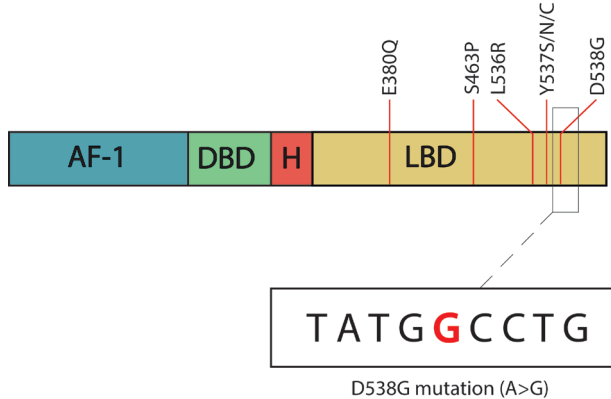 E380Q
S463P
L536R
Y537S/N/C
D538G
AF-1
DBD
H
LBD
TATGGCCTG
D538G mutation (A>G)